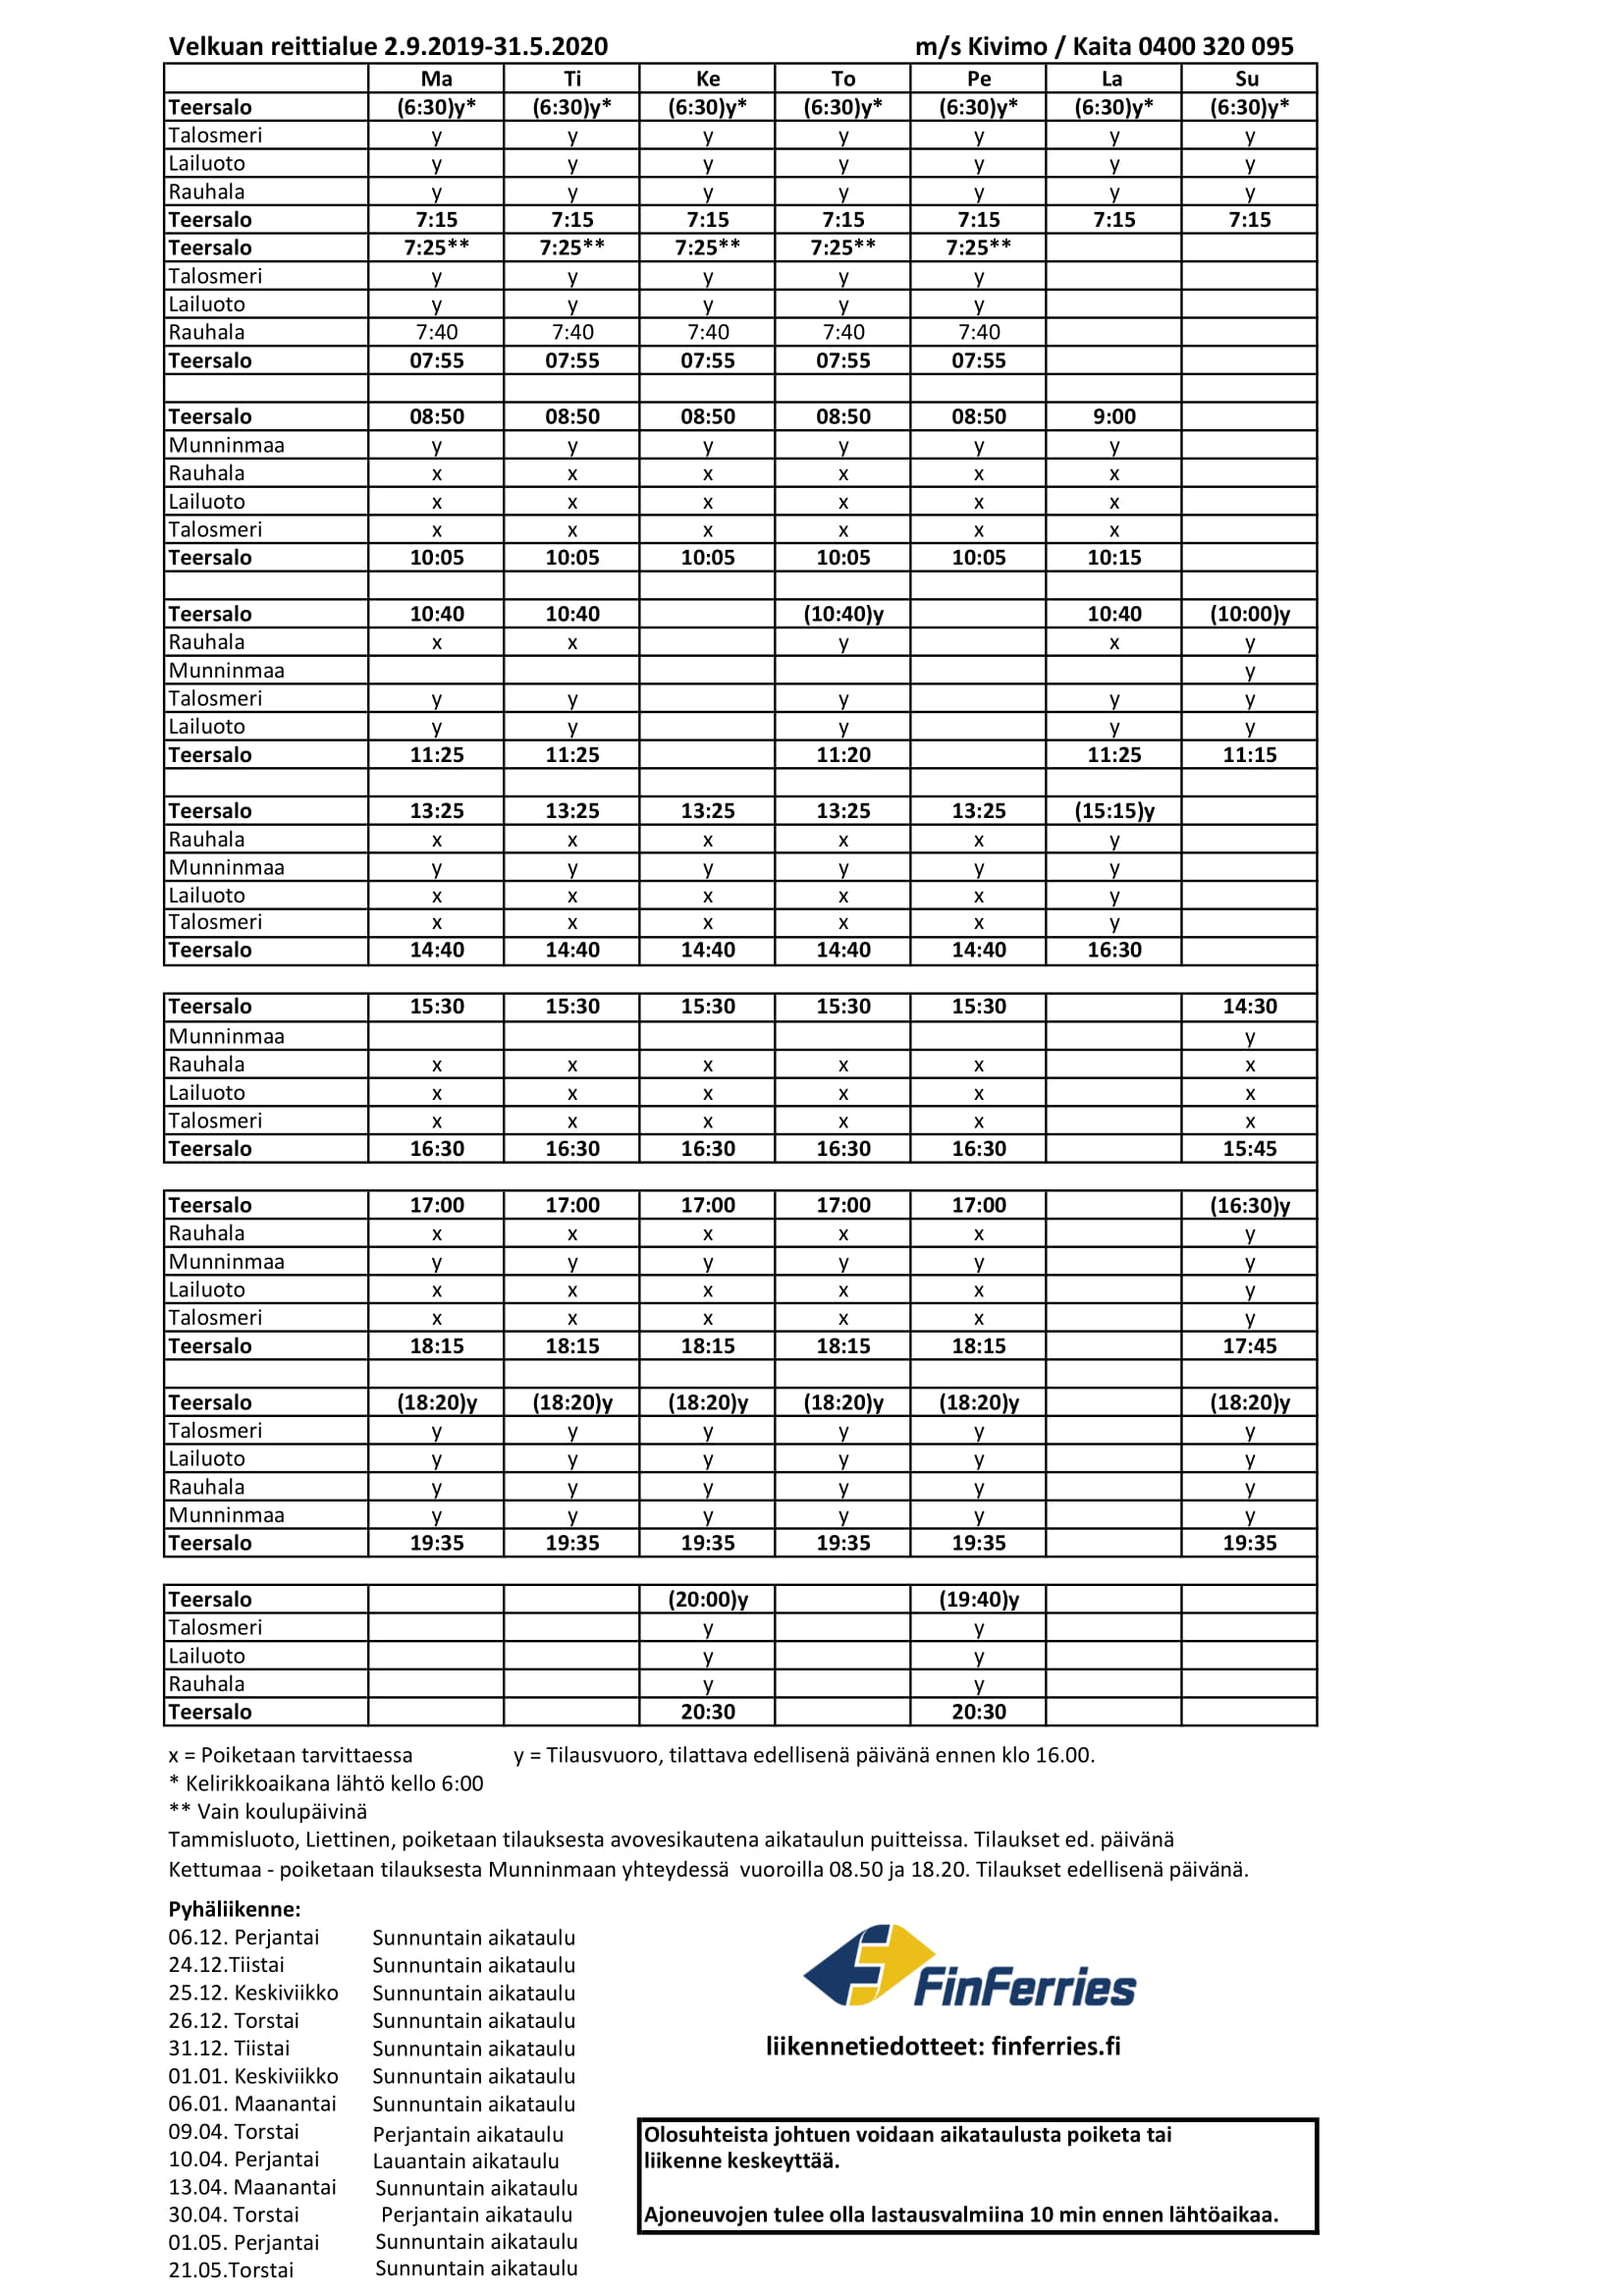 Velkuan reittialue 2.9.2019-31.5.2020 m/s Kivimo / Kaita 0400 320 095
Ma Ti Ke To Pe La Su
Teersalo (6:30)y* (6:30)y* (6:30)y* (6:30)y* (6:30)y* (6:30)y* (6:30)y*
Talosmeri y y y y y y y
Lailuoto y y y y y y y
Rauhala y y y y y y y
Teersalo 7:15 7:15 7:15 7:15 7:15 7:15 7:15
Teersalo 7:25** 7:25** 7:25** 7:25** 7:25**
Talosmeri y y y y y
Lailuoto y y y y y
Rauhala 7:40 7:40 7:40 7:40 7:40
Teersalo 07:55 07:55 07:55 07:55 07:55
Teersalo 08:50 08:50 08:50 08:50 08:50 9:00
Munninmaa y y y y y y
Rauhala x x x x x x
Lailuoto x x x x x x
Talosmeri x x x x x x
Teersalo 10:05 10:05 10:05 10:05 10:05 10:15
Teersalo 10:40 10:40 (10:40)y 10:40 (10:00)y
Rauhala x x y x y
Munninmaa y
Talosmeri y y y y y
Lailuoto y y y y y
Teersalo 11:25 11:25 11:20 11:25 11:15
Teersalo 13:25 13:25 13:25 13:25 13:25 (15:15)y
Rauhala x x x x x y
Munninmaa y y y y y y
Lailuoto x x x x x y
Talosmeri x x x x x y
Teersalo 14:40 14:40 14:40 14:40 14:40 16:30
Teersalo 15:30 15:30 15:30 15:30 15:30 14:30
Munninmaa y
Rauhala x x x x x x
Lailuoto x x x x x x
Talosmeri x x x x x x
Teersalo 16:30 16:30 16:30 16:30 16:30 15:45
Teersalo 17:00 17:00 17:00 17:00 17:00 (16:30)y
Rauhala x x x x x y
Munninmaa y y y y y y
Lailuoto x x x x x y
Talosmeri x x x x x y
Teersalo 18:15 18:15 18:15 18:15 18:15 17:45
Teersalo (18:20)y (18:20)y (18:20)y (18:20)y (18:20)y (18:20)y
Talosmeri y y y y y y
Lailuoto y y y y y y
Rauhala y y y y y y
Munninmaa y y y y y y
Teersalo 19:35 19:35 19:35 19:35 19:35 19:35
Teersalo (20:00)y (19:40)y
Talosmeri y y
Lailuoto y y
Rauhala y y
Teersalo 20:30 20:30
x = Poiketaan tarvittaessa y = Tilausvuoro, tilattava edellisenä päivänä ennen klo 16.00.
* Kelirikkoaikana lähtö kello 6:00
** Vain koulupäivinä
Tammisluoto, Liettinen, poiketaan tilauksesta avovesikautena aikataulun puitteissa. Tilaukset ed. päivänä
Kettumaa - poiketaan tilauksesta Munninmaan yhteydessä vuoroilla 08.50 ja 18.20. Tilaukset edellisenä päivänä.
Pyhäliikenne:
06.12. Perjantai Sunnuntain aikataulu
24.12.Tiistai Sunnuntain aikataulu
25.12. Keskiviikko Sunnuntain aikataulu
26.12. Torstai Sunnuntain aikataulu
31.12. Tiistai Sunnuntain aikataulu
01.01. Keskiviikko Sunnuntain aikataulu
06.01. Maanantai Sunnuntain aikataulu
09.04. Torstai Perjantain aikataulu
10.04. Perjantai Lauantain aikataulu
13.04. Maanantai Sunnuntain aikataulu
30.04. Torstai Perjantain aikataulu
01.05. Perjantai Sunnuntain aikataulu
21.05.Torstai Sunnuntain aikataulu
FinFerries
liikennetiedotteet: finferries.fi
Olosuhteista johtuen voidaan aikataulusta poiketa tai
liikenne keskeyttää.
Ajoneuvojen tulee olla lastausvalmiina 10 min ennen lähtöaikaa.